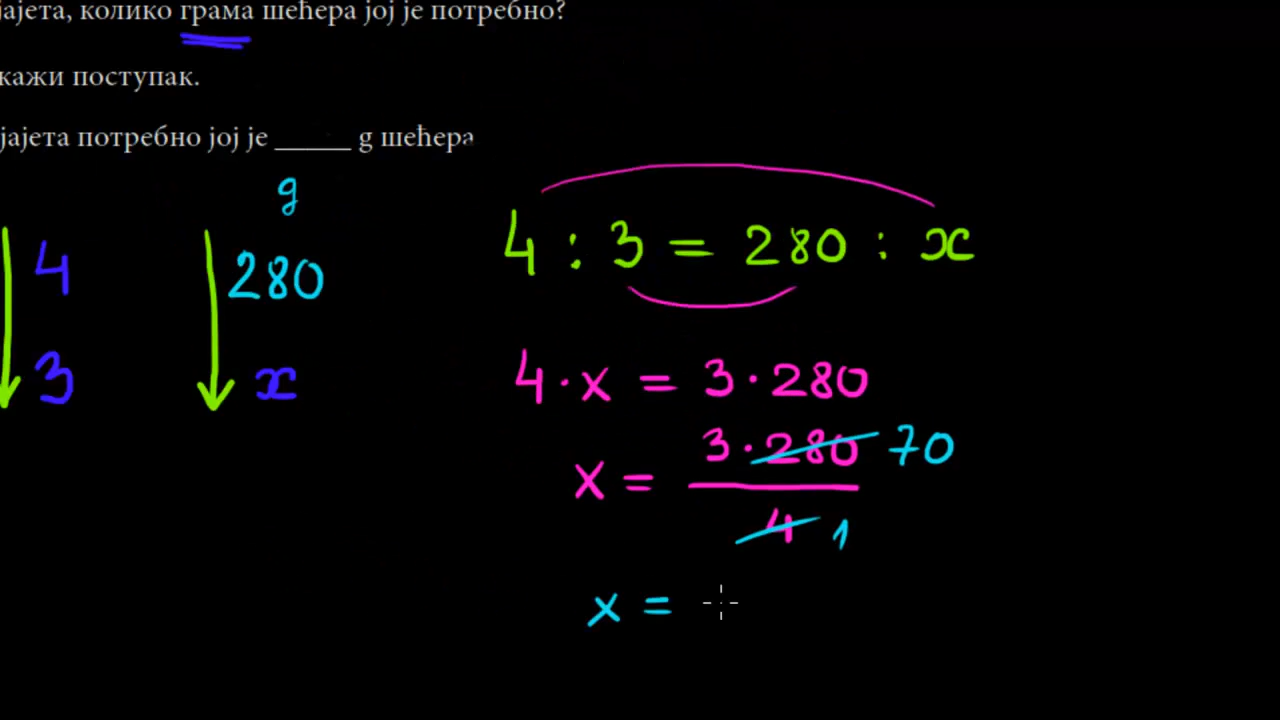 јајета, колико грама шећера јој је потребно?
кажи поступак.
јајета потребно јој је _____ g шећера
g
4 280
3 x
4 : 3 = 280 : x
4 · x = 3 · 280
x = 3 · 280 70
4 1
x =